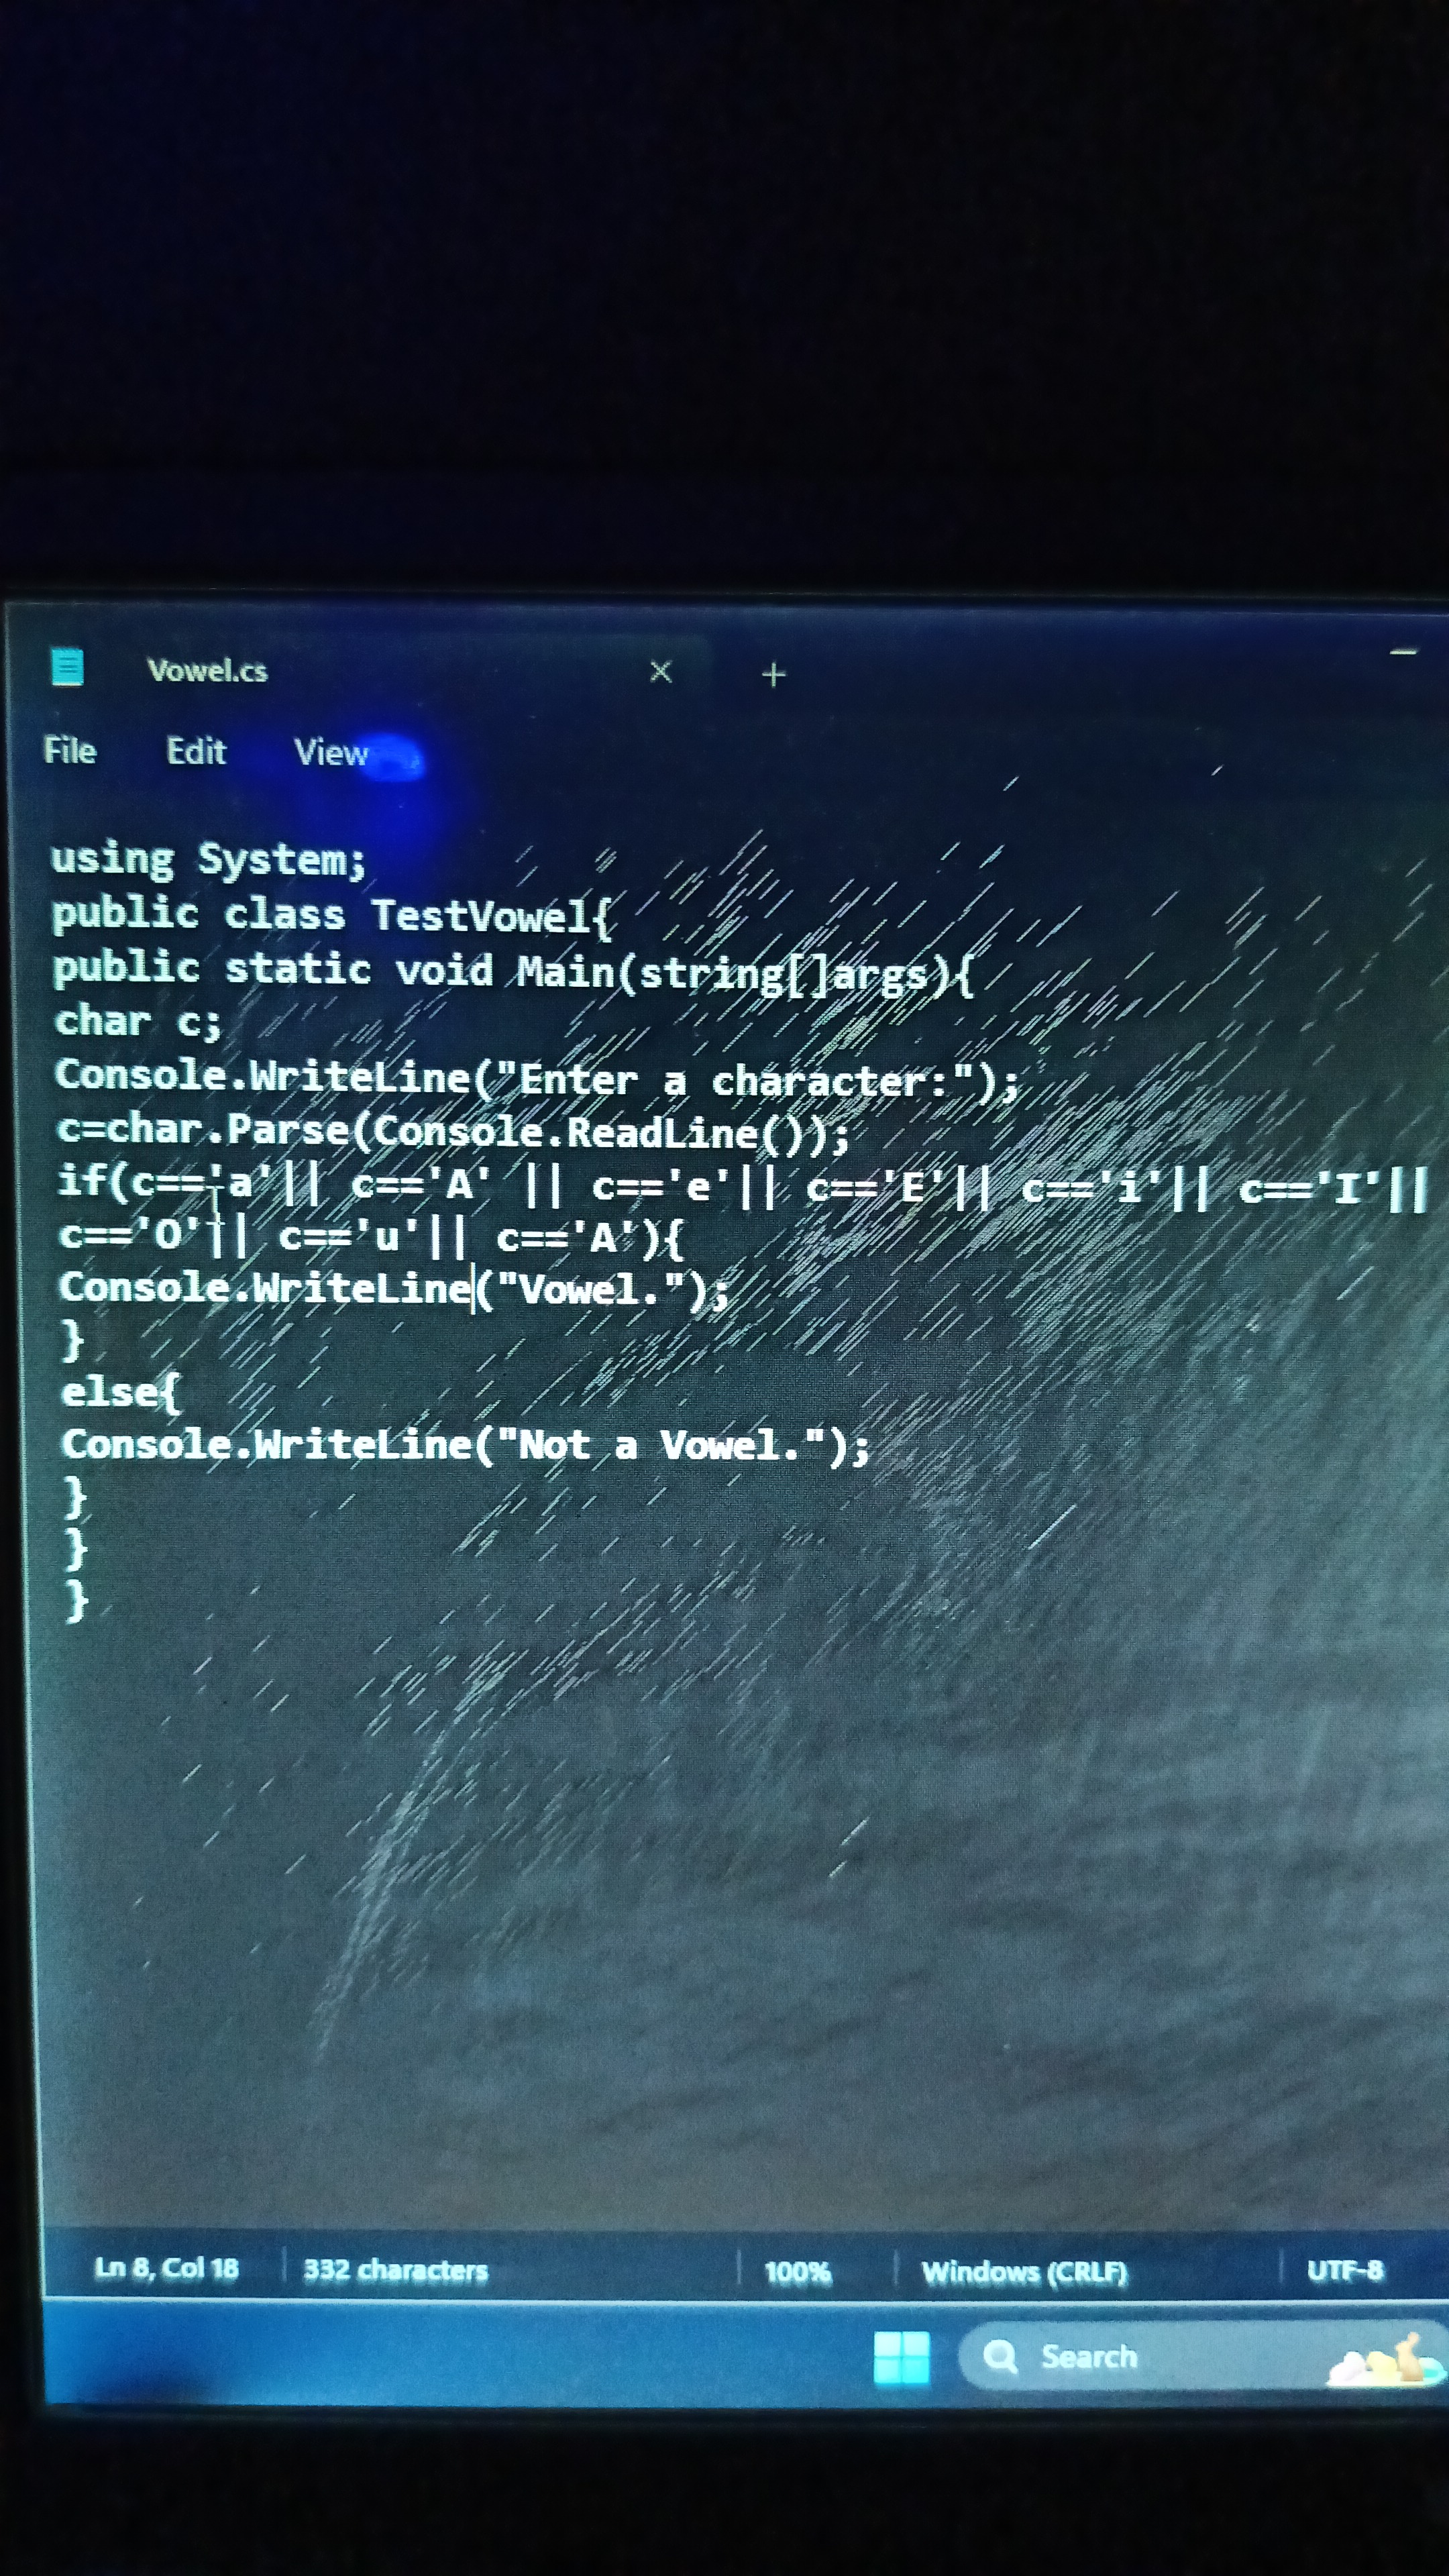 Vowel.cs
File Edit View
using System;
public class TestVowel{
public static void Main(string[]args){
char c;
Console.WriteLine("Enter a character:");
c=char.Parse(Console.ReadLine());
if(c=='a'|| c=='A' || c=='e'|| c=='E'|| c=='i'|| c=='I'||
c=='O'|| c=='u'|| c=='A'){
Console.WriteLine("Vowel.");
}
else{
Console.WriteLine("Not a Vowel.");
}
}
}
Ln 8, Col 18 332 characters 100% Windows (CRLF) UTF-8
Search